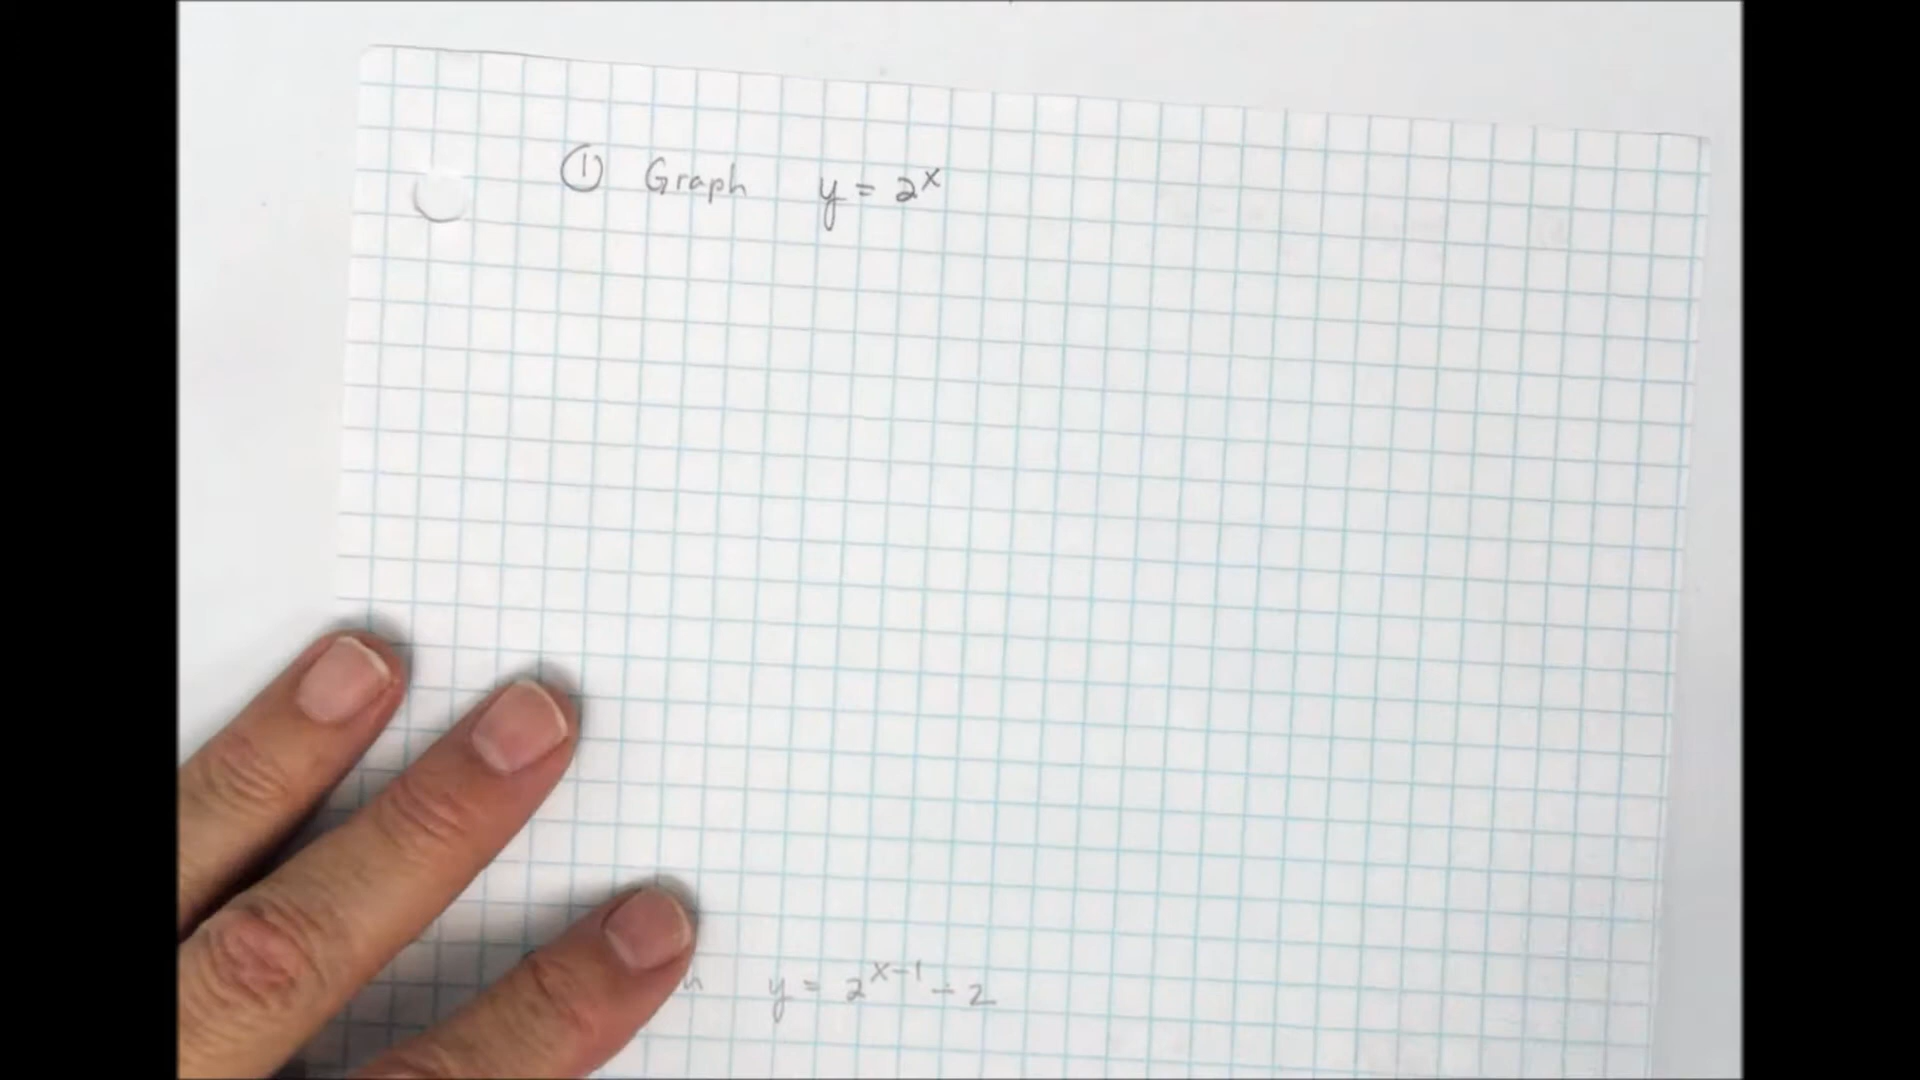 ① Graph y = 2^x
y = 2^{x-1} - 2